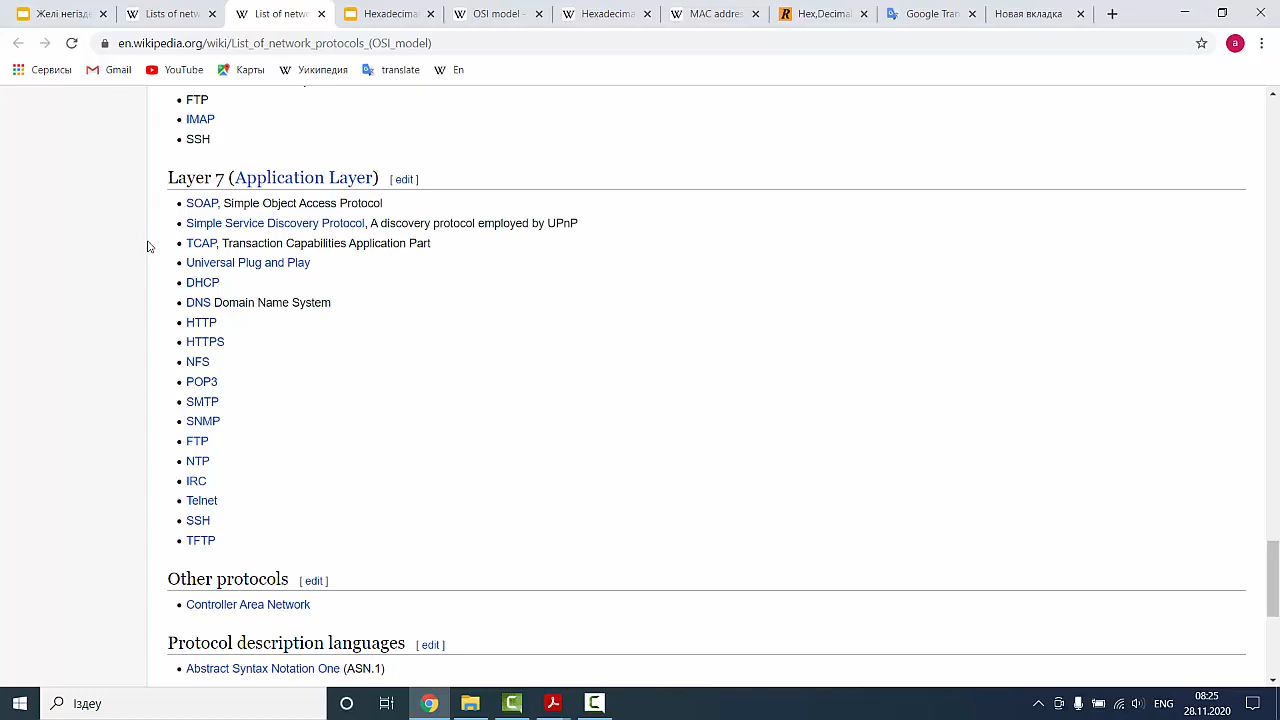 Желі негізде
Lists of netw
List of netwo
Hexadecimal
OSI model –
Hexadecima
MAC addres
Hex,Decimal
Google Tran
Новая вкладка
en.wikipedia.org/wiki/List_of_network_protocols_(OSI_model)
a
Сервисы
Gmail
YouTube
Карты
Уикипедия
translate
En
• FTP
• IMAP
• SSH
Layer 7 (Application Layer) [ edit ]
• SOAP, Simple Object Access Protocol
• Simple Service Discovery Protocol, A discovery protocol employed by UPnP
• TCAP, Transaction Capabilities Application Part
• Universal Plug and Play
• DHCP
• DNS Domain Name System
• HTTP
• HTTPS
• NFS
• POP3
• SMTP
• SNMP
• FTP
• NTP
• IRC
• Telnet
• SSH
• TFTP
Other protocols [ edit ]
• Controller Area Network
Protocol description languages [ edit ]
• Abstract Syntax Notation One (ASN.1)
Іздеу
ENG
08:25
28.11.2020